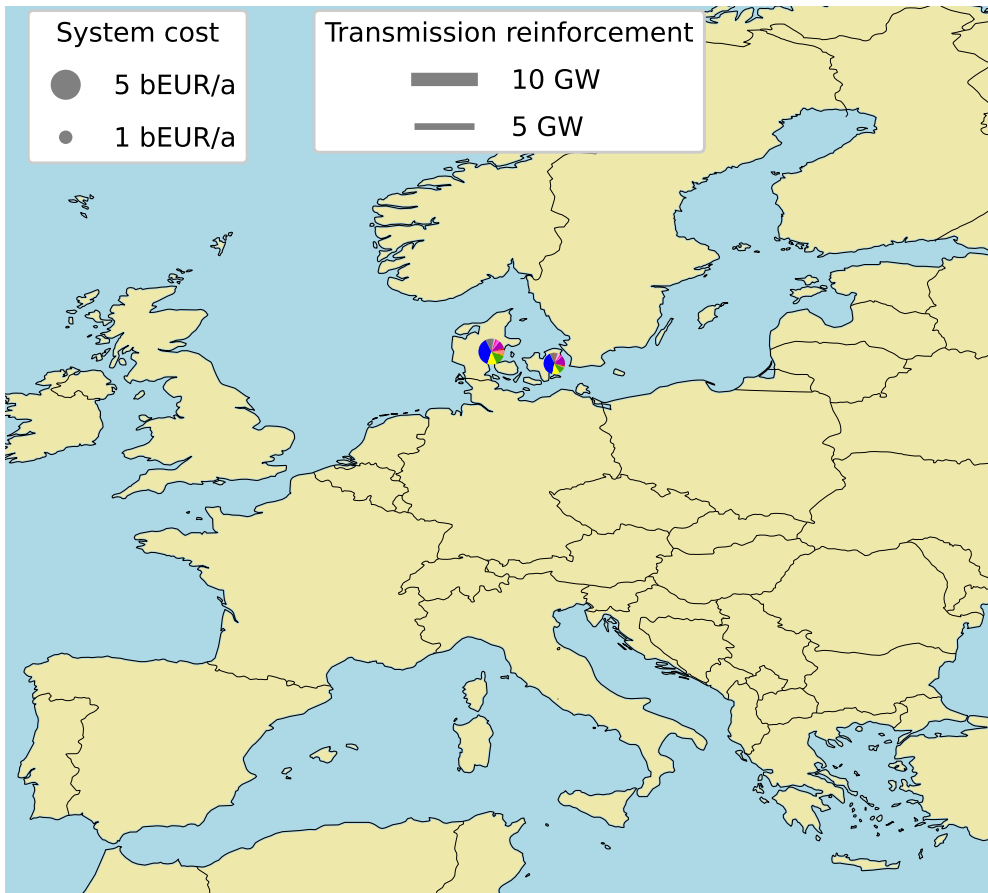 System cost
5 bEUR/a
1 bEUR/a
Transmission reinforcement
10 GW
5 GW